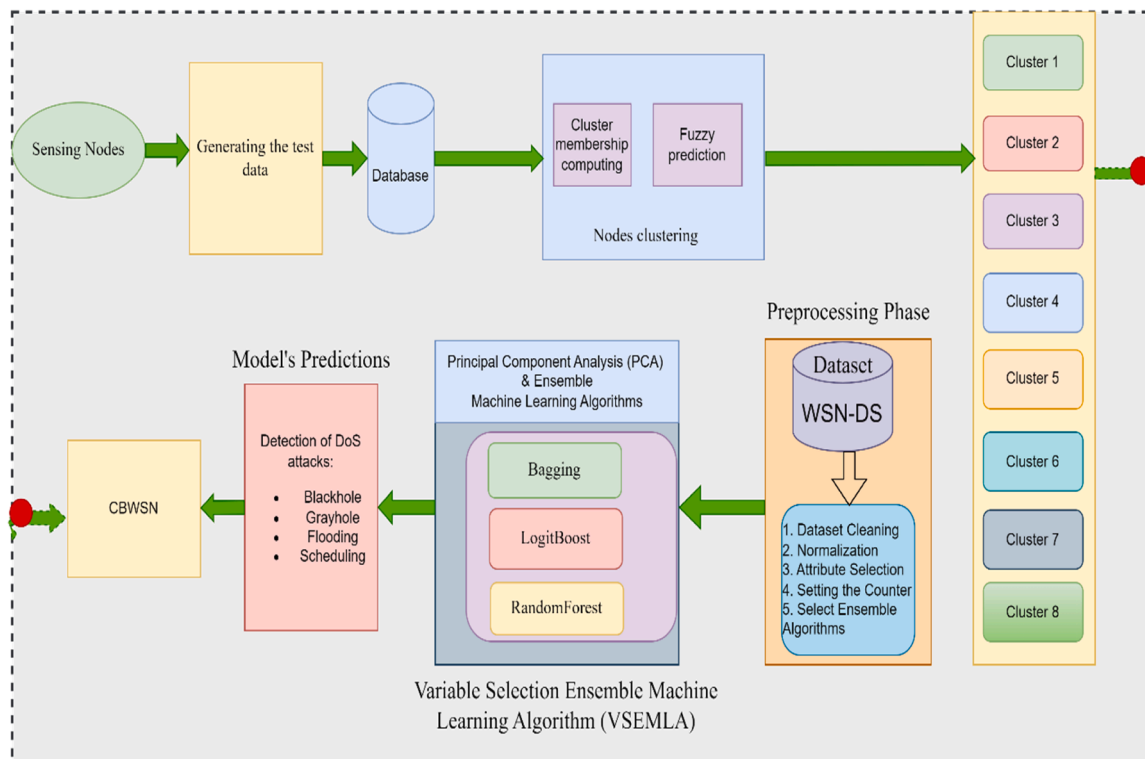 Sensing Nodes
Generating the test
data
Database
Cluster
membership
computing
Fuzzy
prediction
Nodes clustering
Cluster 1
Cluster 2
Cluster 3
Cluster 4
Cluster 5
Cluster 6
Cluster 7
Cluster 8
Preprocessing Phase
Dataset
WSN-DS
1. Dataset Cleaning
2. Normalization
3. Attribute Selection
4. Setting the Counter
5. Select Ensemble
Algorithms
Principal Component Analysis (PCA)
& Ensemble
Machine Learning Algorithms
Bagging
LogitBoost
RandomForest
Variable Selection Ensemble Machine
Learning Algorithm (VSEMLA)
Model's Predictions
Detection of DoS
attacks:
• Blackhole
• Grayhole
• Flooding
• Scheduling
CBWSN